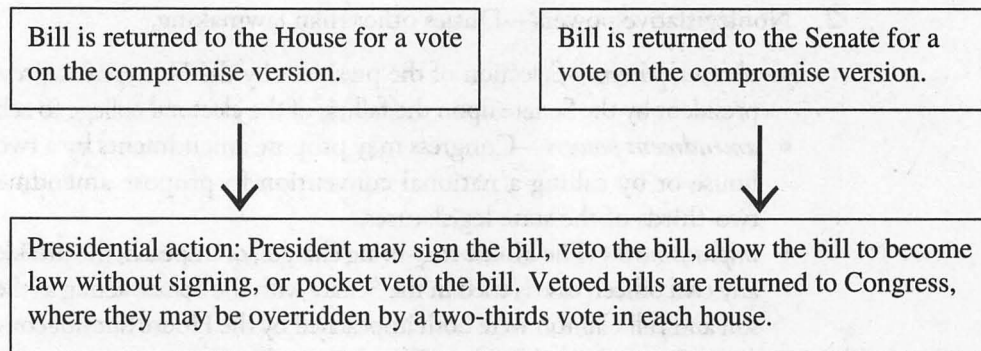 Bill is returned to the House for a vote
on the compromise version.
Bill is returned to the Senate for a
vote on the compromise version.
Presidential action: President may sign the bill, veto the bill, allow the bill to become
law without signing, or pocket veto the bill. Vetoed bills are returned to Congress,
where they may be overridden by a two-thirds vote in each house.